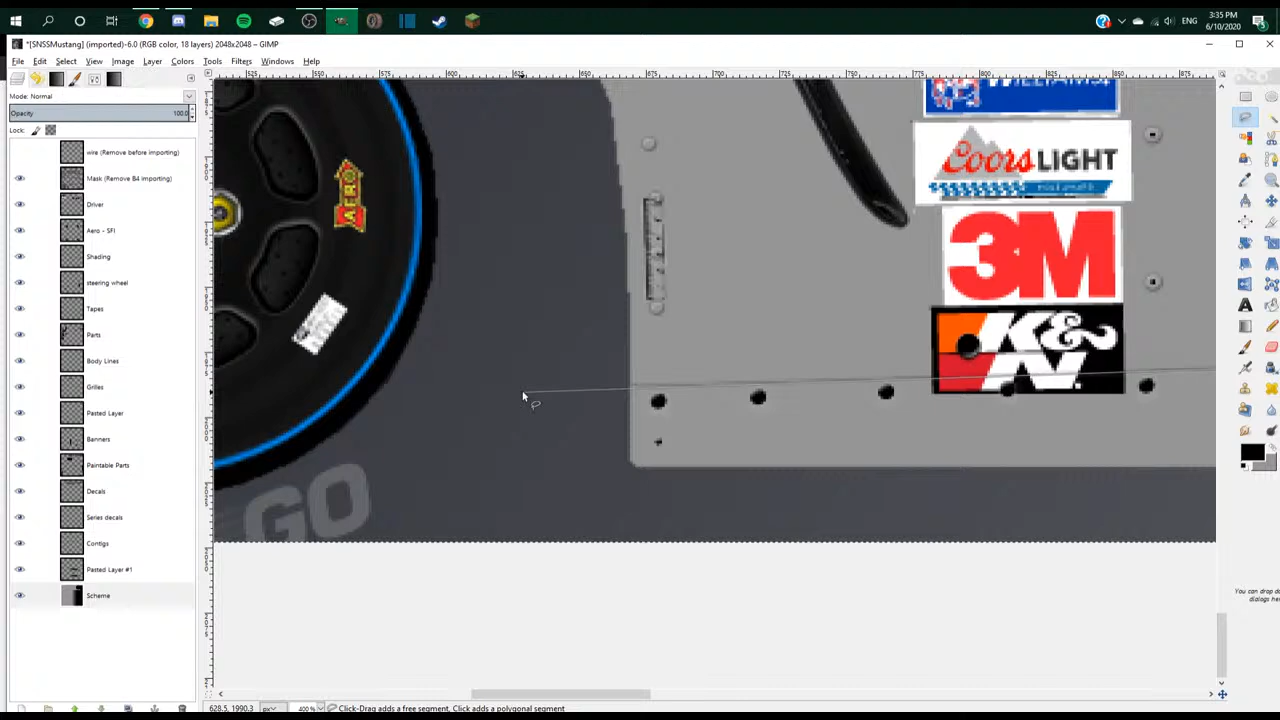 ENG
3:35 PM
6/10/2020
*[SNSSMustang] (imported)-6.0 (RGB color, 18 layers) 2048x2048 – GIMP
File Edit Select View Image Layer Colors Tools Filters Windows Help
Mode: Normal
Opacity 100.0
Lock:
wire (Remove before importing)
Mask (Remove B4 importing)
Driver
Aero - SFI
Shading
steering wheel
Tapes
Parts
Body Lines
Grilles
Pasted Layer
Banners
Paintable Parts
Decals
Series decals
Contigs
Pasted Layer #1
Scheme
AERO
GO
Coors LIGHT
3M
K&N
You can drop do
dialogs he
628.5, 1990.3 px 400% Click-Drag adds a free segment, Click adds a polygonal segment